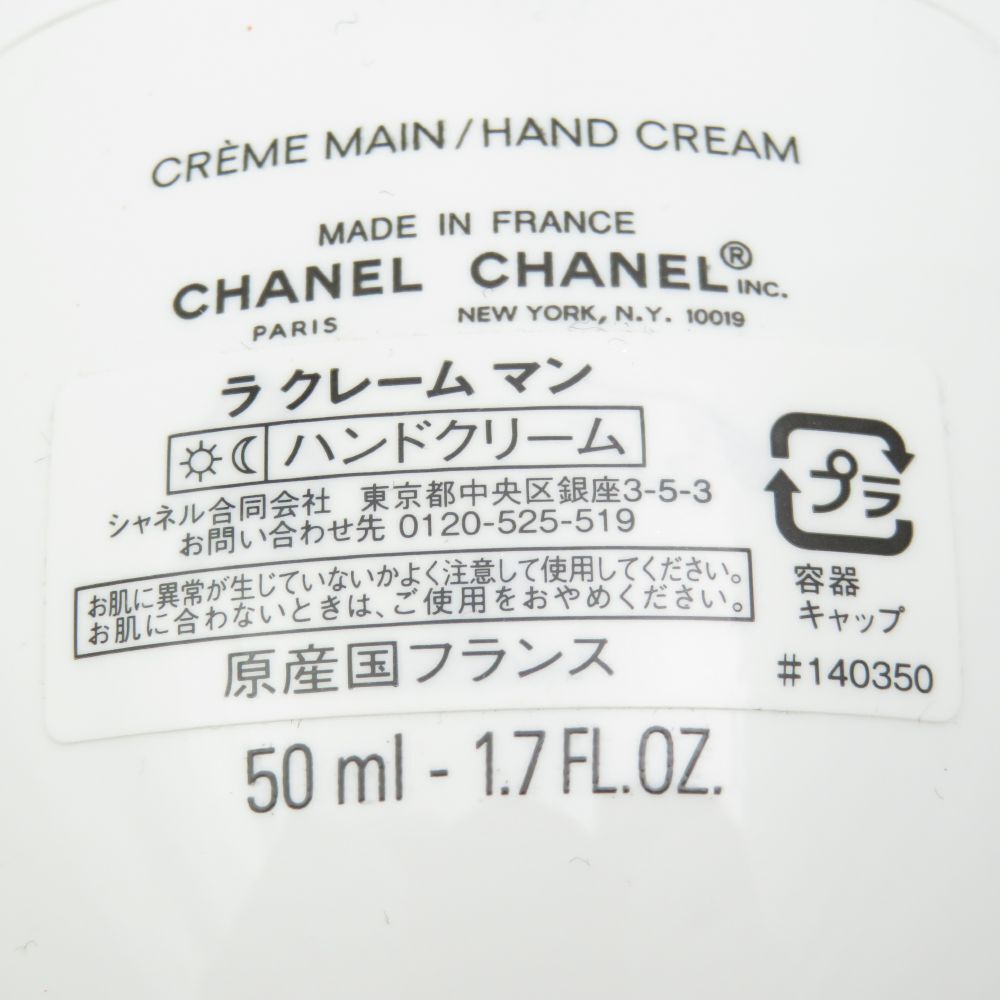 CRÈME MAIN / HAND CREAM
MADE IN FRANCE
CHANEL CHANEL® INC.
PARIS NEW YORK, N.Y. 10019
ラ クレーム マン
ハンドクリーム
シャネル合同会社 東京都中央区銀座3-5-3
お問い合わせ先 0120-525-519
お肌に異常が生じていないかよく注意して使用してください。
お肌に合わないときは、ご使用をおやめください。
原産国フランス
プラ
容器
キャップ
#140350
50 ml - 1.7 FL.OZ.